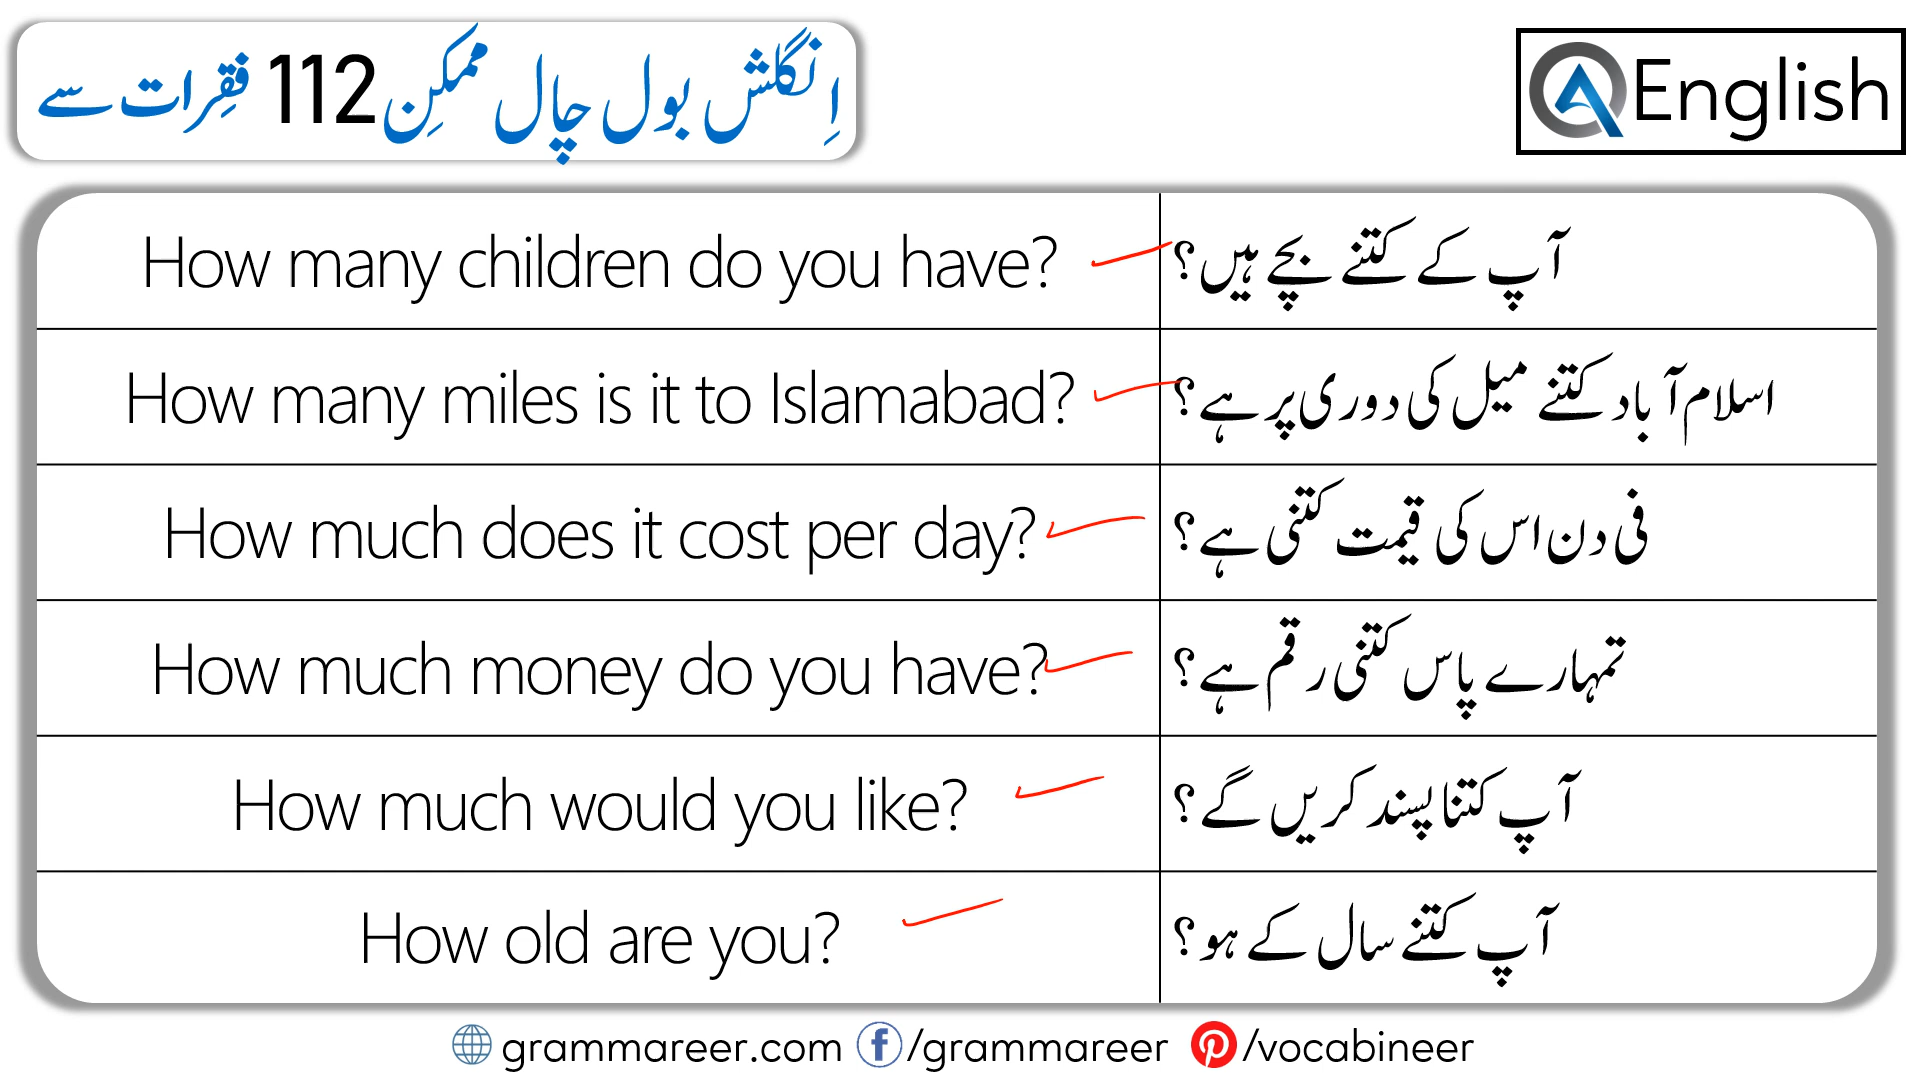 اِنگلش بول چال ممکِن 112 فقِرات سے
English
How many children do you have?
آپ کے کتنے بچے ہیں؟
How many miles is it to Islamabad?
اسلام آباد کتنے میل کی دوری پر ہے؟
How much does it cost per day?
فی دن اس کی قیمت کتنی ہے؟
How much money do you have?
تمہارے پاس کتنی رقم ہے؟
How much would you like?
آپ کتنا پسند کریں گے؟
How old are you?
آپ کتنے سال کے ہو؟
grammareer.com /grammareer /vocabineer